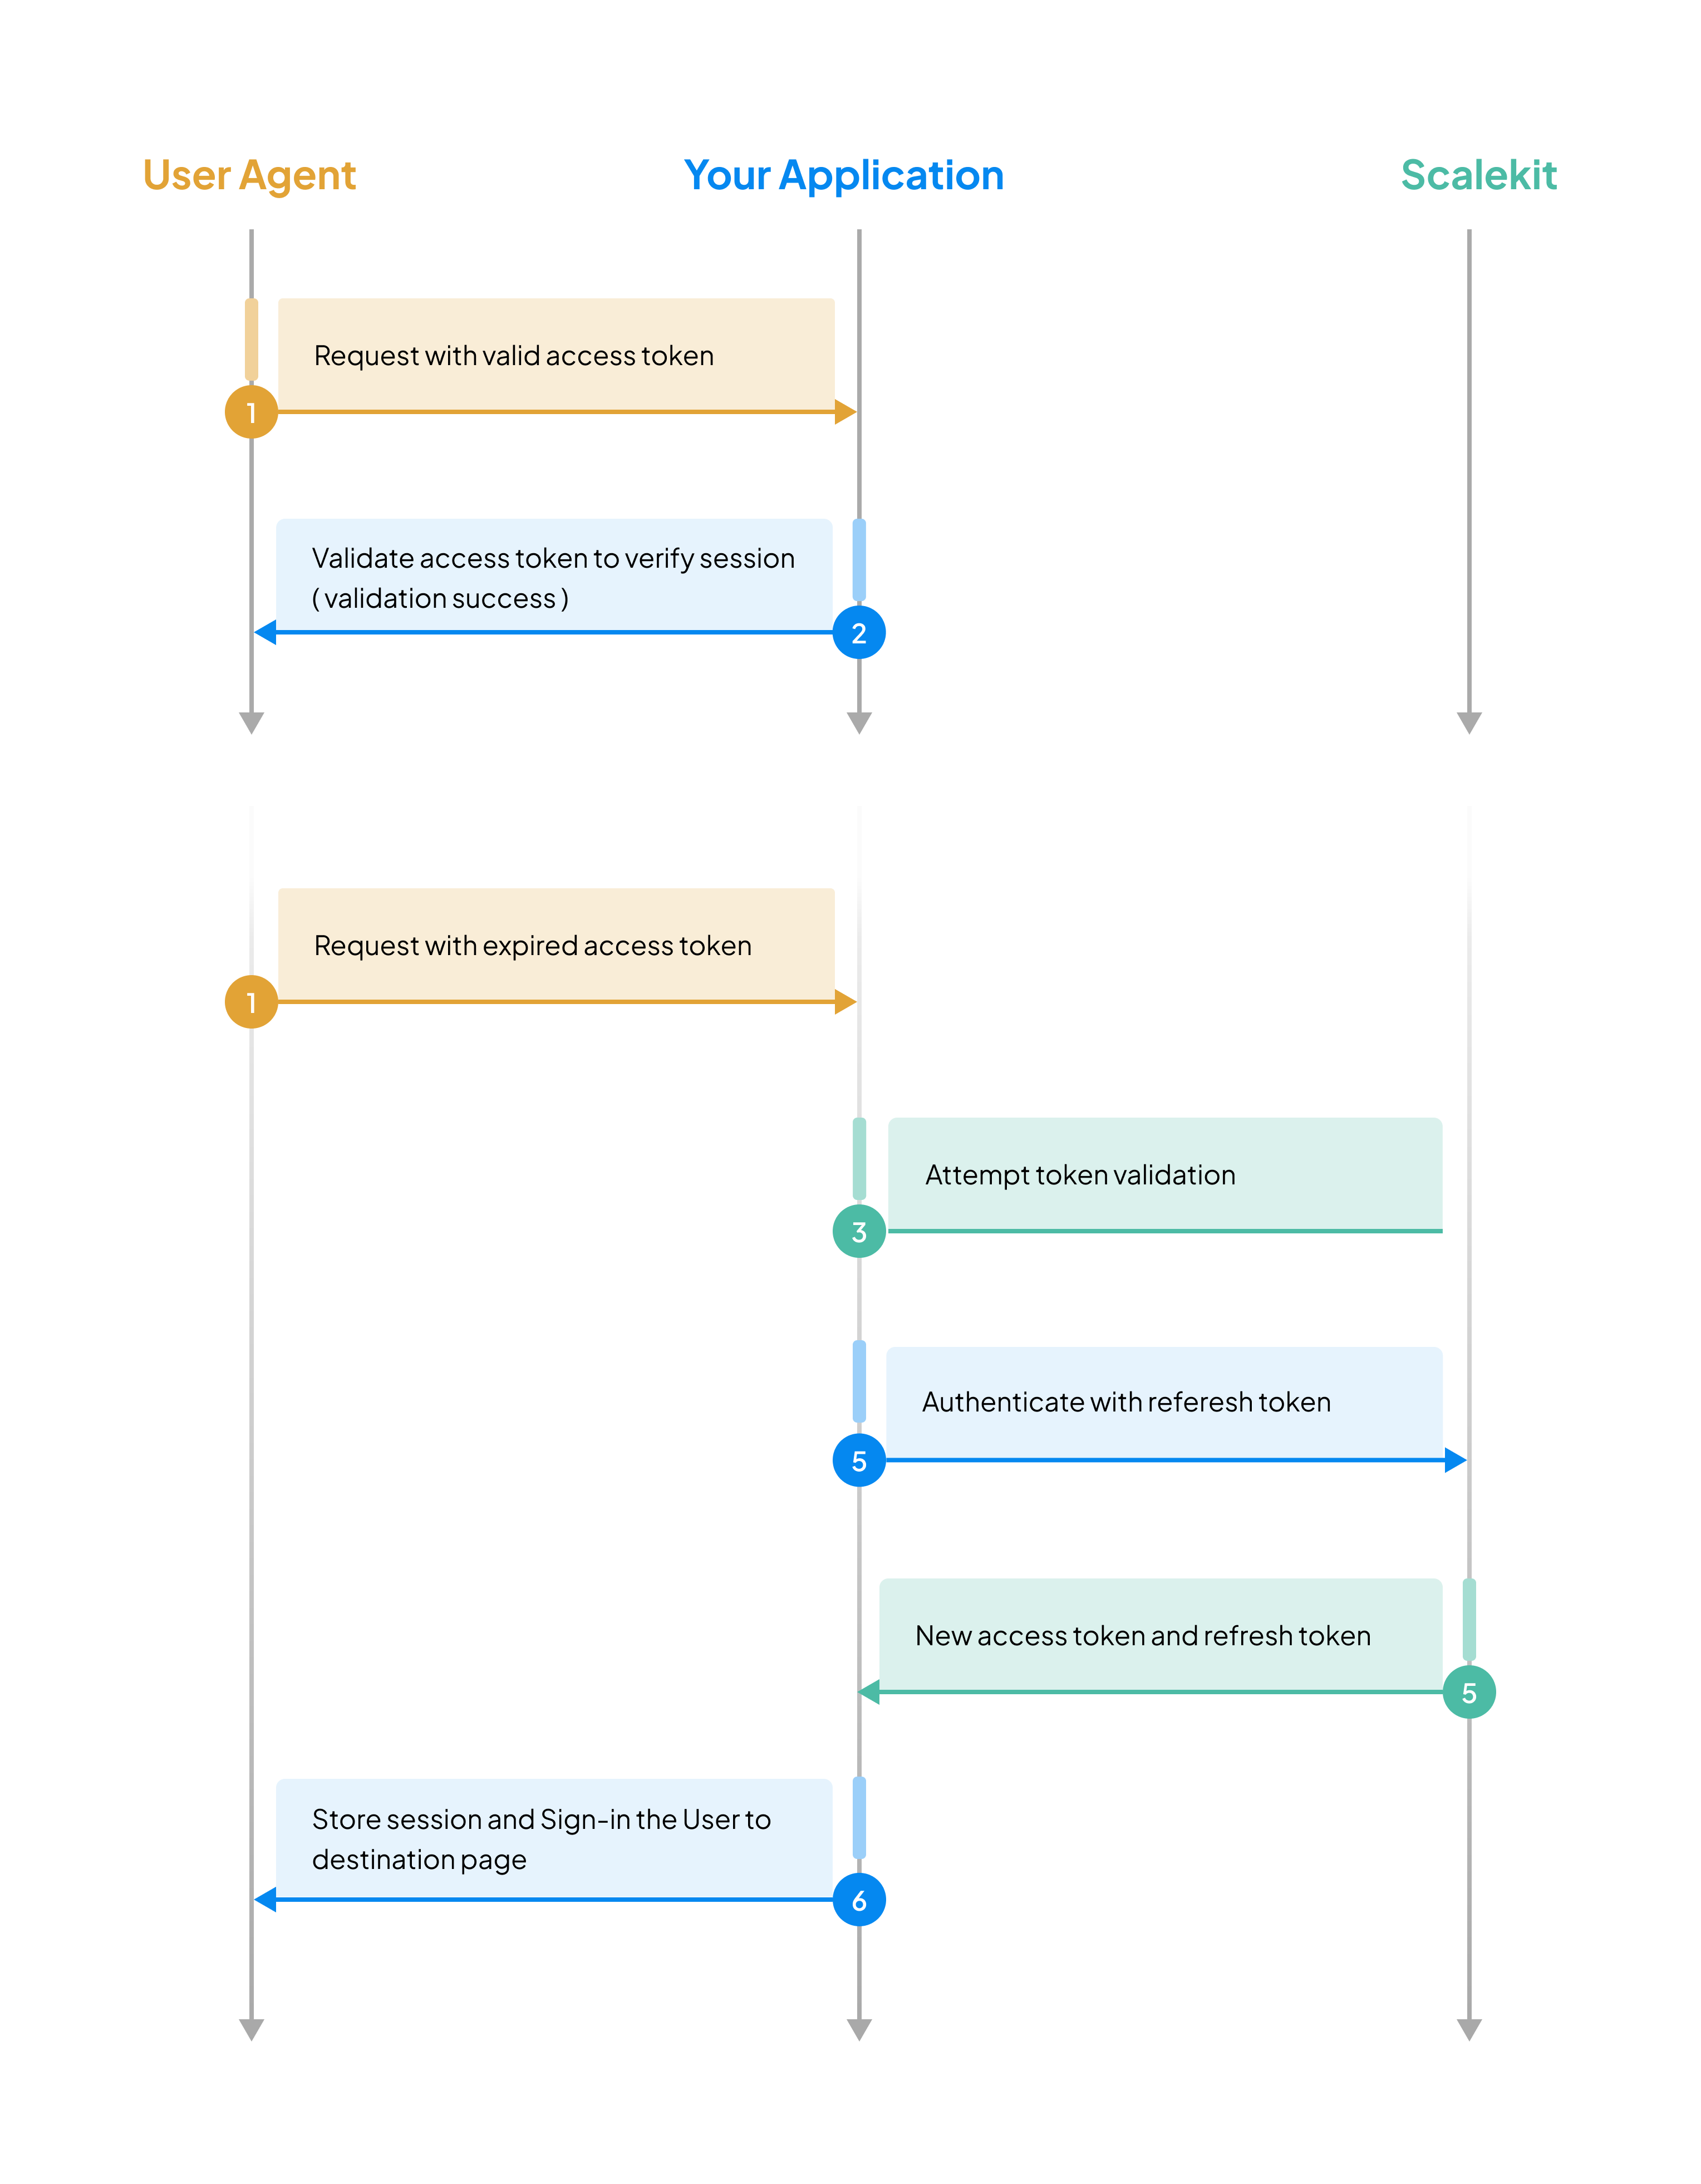 User Agent
Your Application
Scalekit
Request with valid access token
1
Validate access token to verify session
( validation success )
2
Request with expired access token
1
Attempt token validation
3
Authenticate with referesh token
5
New access token and refresh token
5
Store session and Sign-in the User to
destination page
6